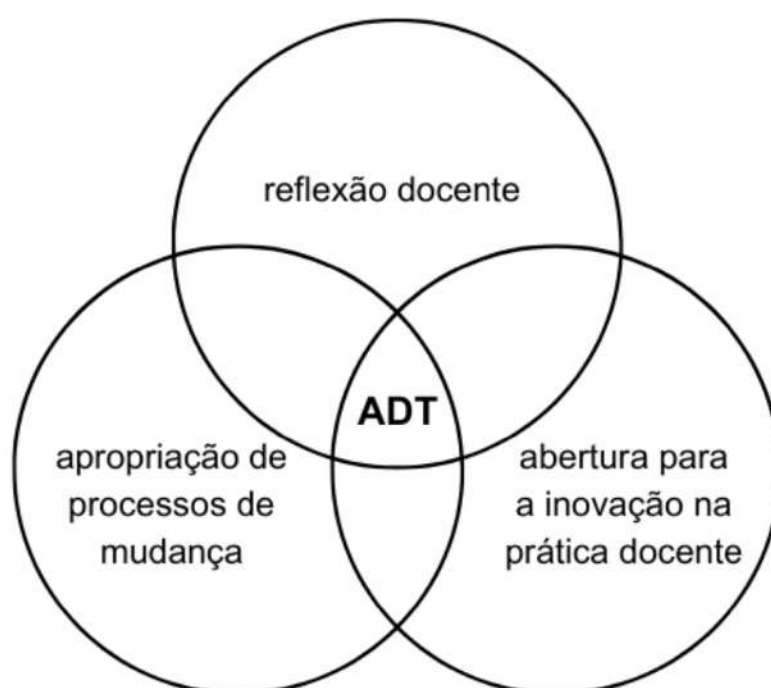 reflexão docente
ADT
apropriação de
processos de
mudança
abertura para
a inovação na
prática docente